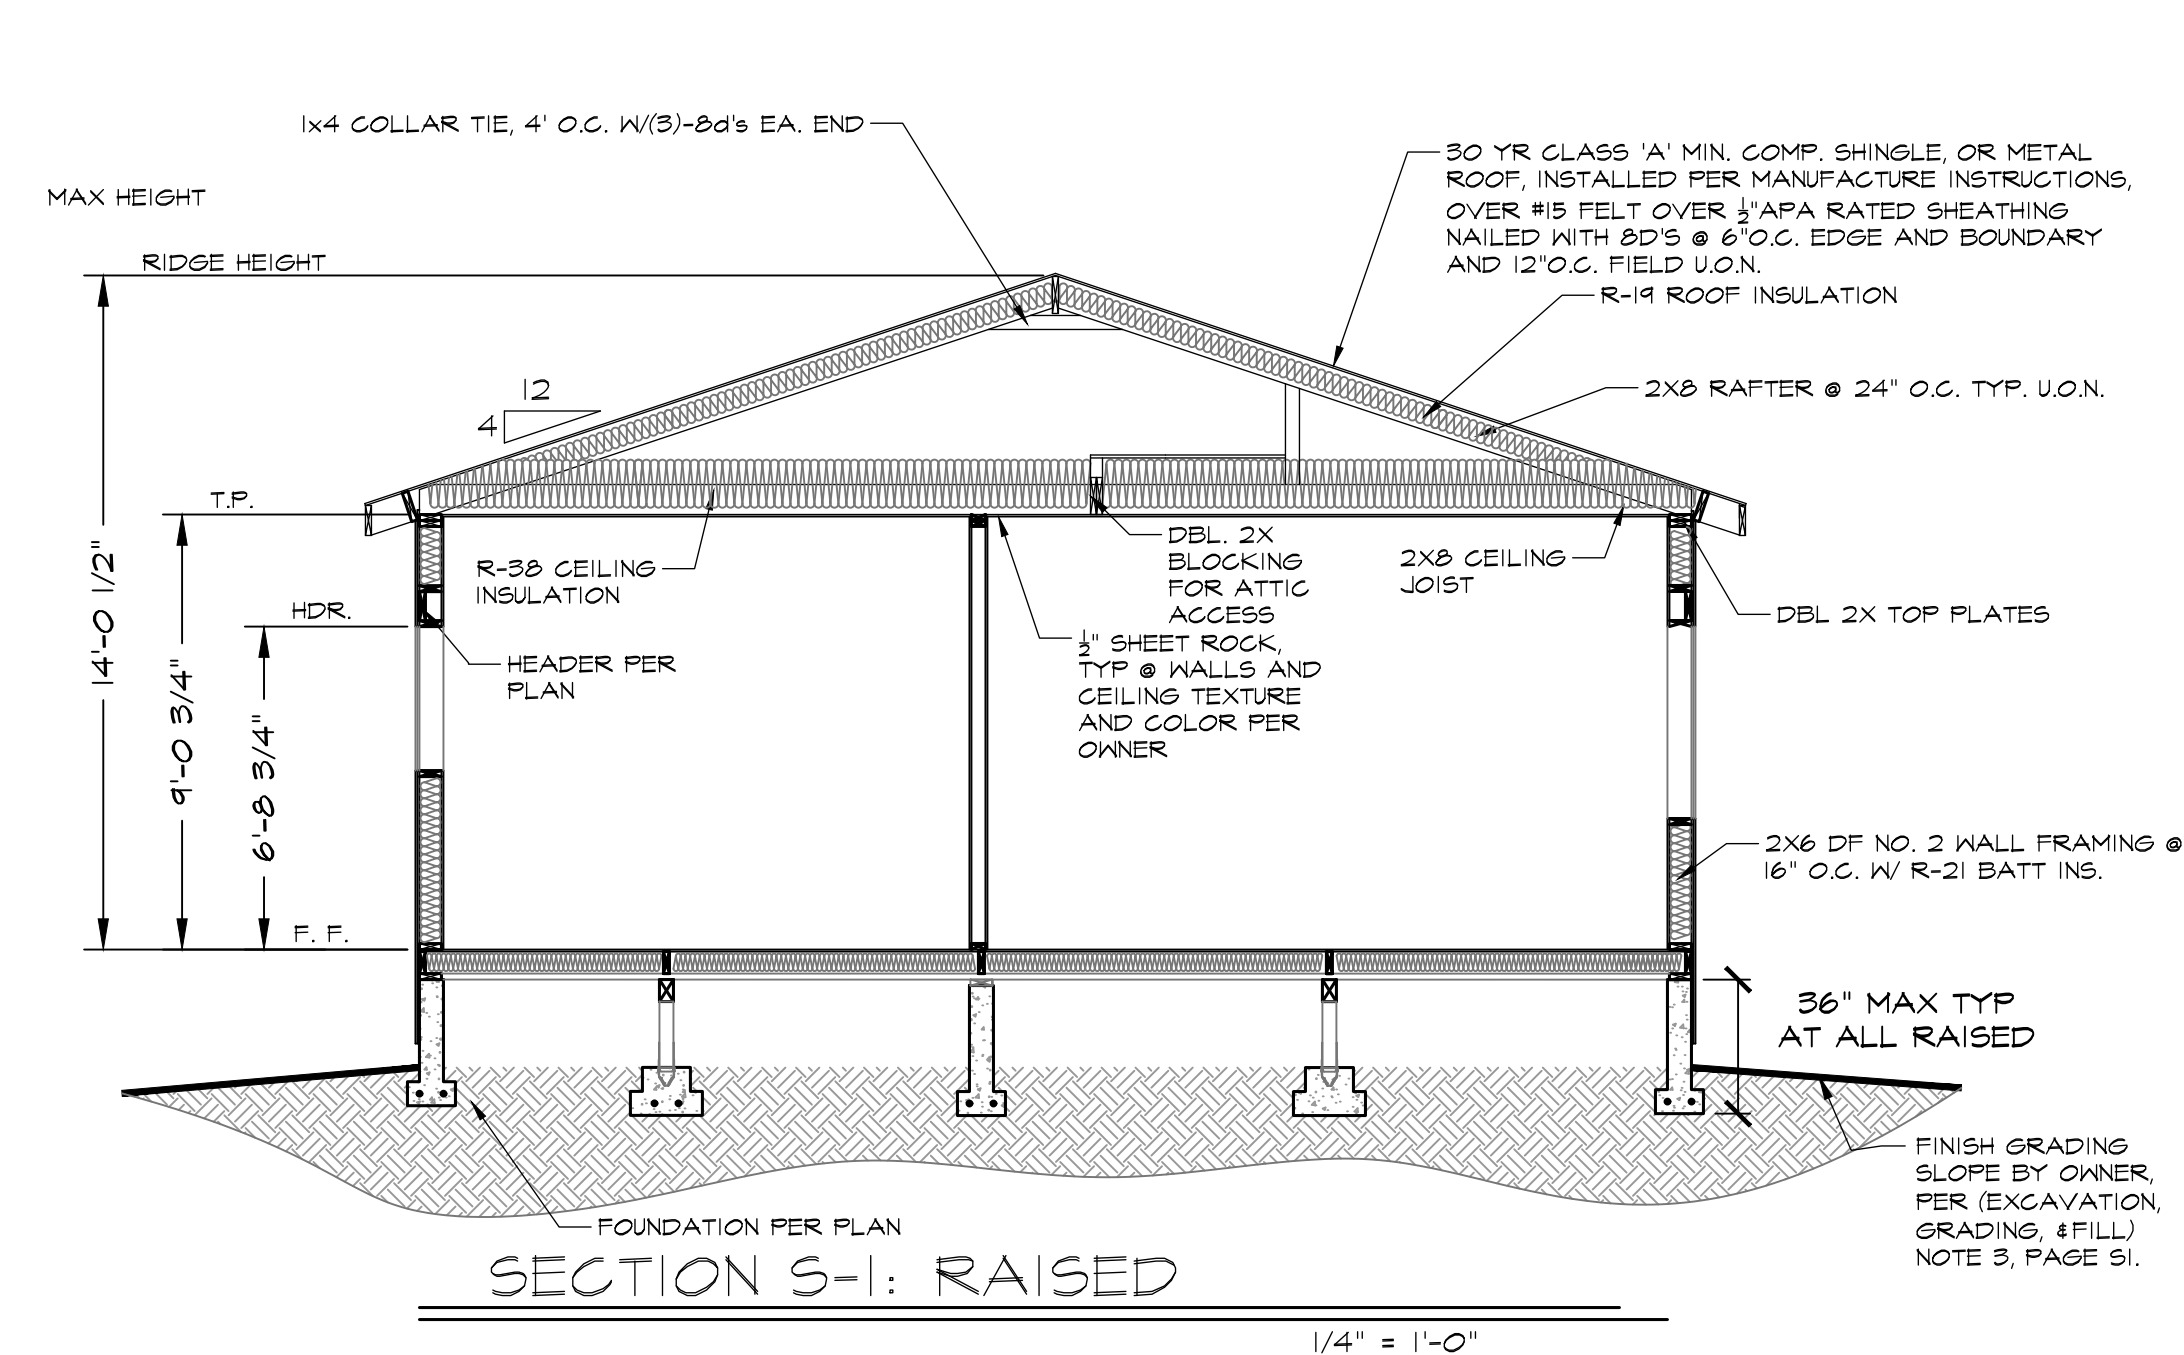 1x4 COLLAR TIE, 4' O.C. W/(3)-8d's EA. END
30 YR CLASS 'A' MIN. COMP. SHINGLE, OR METAL
ROOF, INSTALLED PER MANUFACTURE INSTRUCTIONS,
OVER #15 FELT OVER ½"APA RATED SHEATHING
NAILED WITH 8D'S @ 6"O.C. EDGE AND BOUNDARY
AND 12"O.C. FIELD U.O.N.
MAX HEIGHT
RIDGE HEIGHT
R-19 ROOF INSULATION
12
4
2X8 RAFTER @ 24" O.C. TYP. U.O.N.
T.P.
14'-0 1/2"
9'-0 3/4"
6'-8 3/4"
HDR.
R-38 CEILING
INSULATION
DBL. 2X
BLOCKING
FOR ATTIC
ACCESS
2X8 CEILING
JOIST
DBL 2X TOP PLATES
HEADER PER
PLAN
½" SHEET ROCK,
TYP @ WALLS AND
CEILING TEXTURE
AND COLOR PER
OWNER
2X6 DF NO. 2 WALL FRAMING @
16" O.C. W/ R-21 BATT INS.
F. F.
36" MAX TYP
AT ALL RAISED
FINISH GRADING
SLOPE BY OWNER,
PER (EXCAVATION,
GRADING, &FILL)
NOTE 3, PAGE S1.
FOUNDATION PER PLAN
SECTION S-1: RAISED
1/4" = 1'-0"